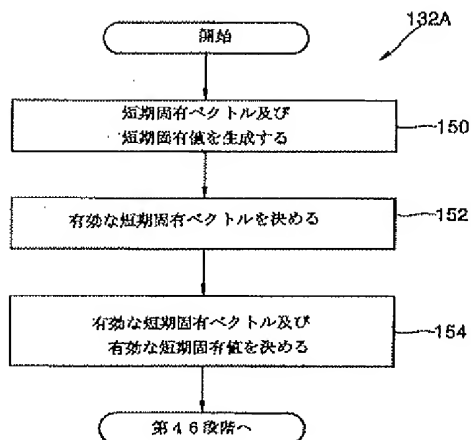 132A
開始
短期固有ベクトル及び
短期固有値を生成する
150
有効な短期固有ベクトルを決める
152
有効な短期固有ベクトル及び
有効な短期固有値を決める
154
第46段階へ